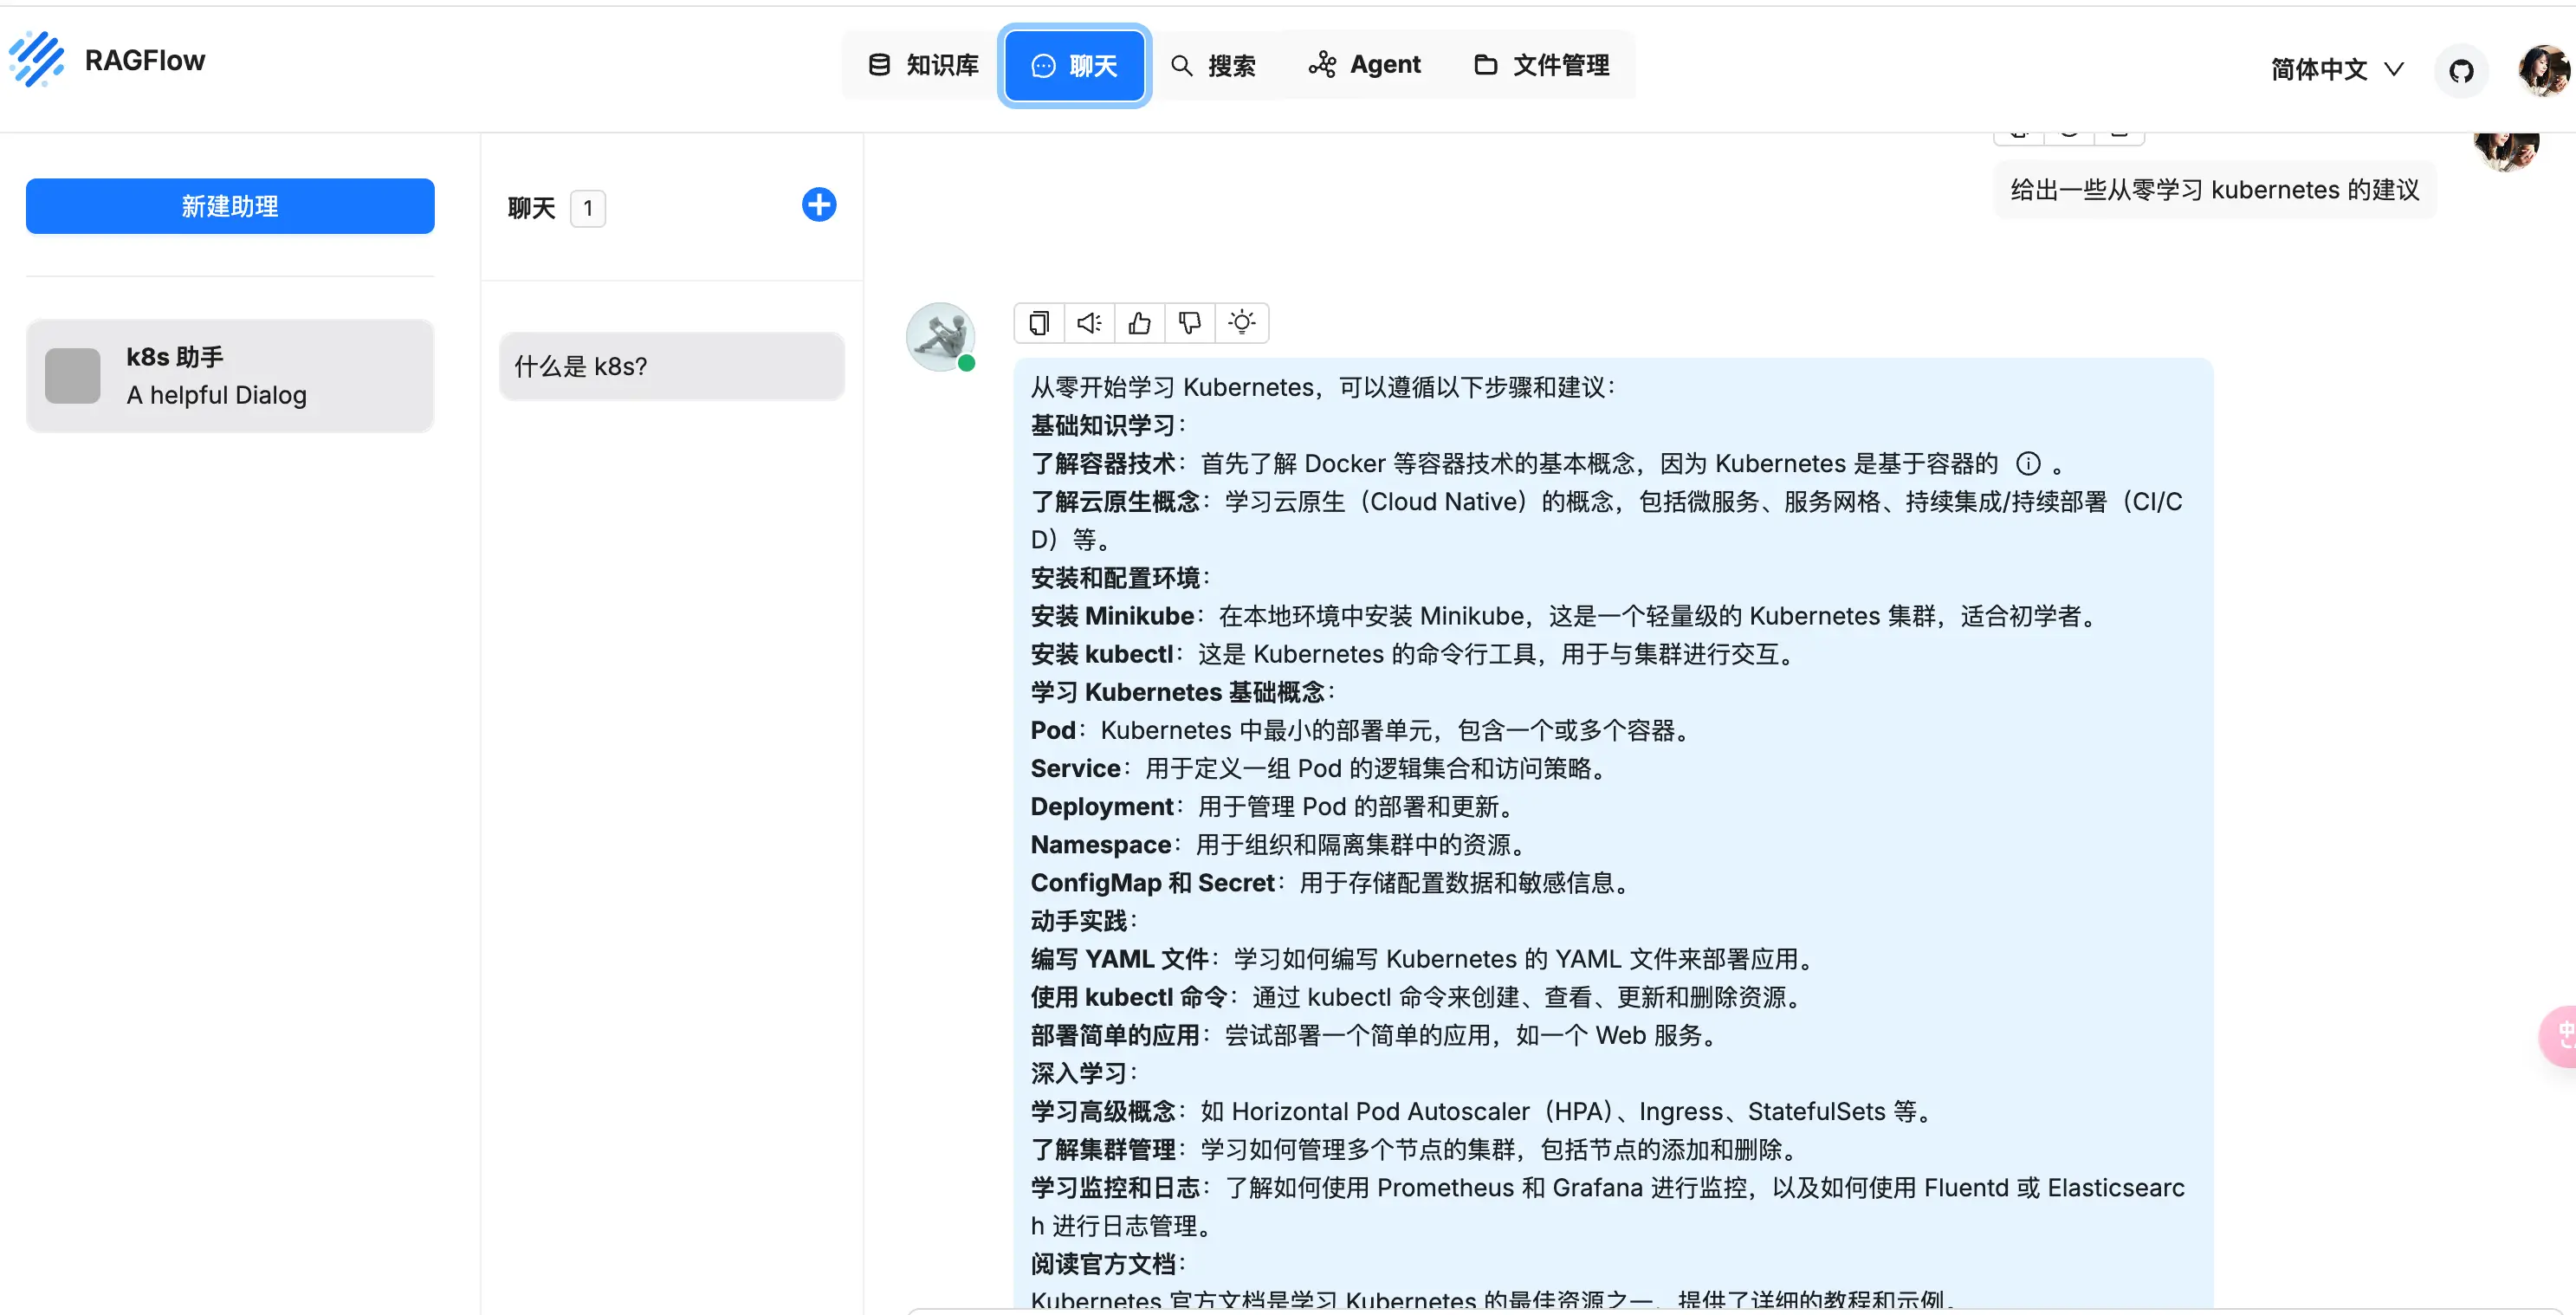 RAGFlow
知识库
聊天
搜索
Agent
文件管理
简体中文
新建助理
k8s 助手
A helpful Dialog
聊天 1
什么是 k8s?
给出一些从零学习 kubernetes 的建议
从零开始学习 Kubernetes，可以遵循以下步骤和建议：
基础知识学习：
了解容器技术：首先了解 Docker 等容器技术的基本概念，因为 Kubernetes 是基于容器的 。
了解云原生概念：学习云原生（Cloud Native）的概念，包括微服务、服务网格、持续集成/持续部署（CI/C
D）等。
安装和配置环境：
安装 Minikube：在本地环境中安装 Minikube，这是一个轻量级的 Kubernetes 集群，适合初学者。
安装 kubectl：这是 Kubernetes 的命令行工具，用于与集群进行交互。
学习 Kubernetes 基础概念：
Pod：Kubernetes 中最小的部署单元，包含一个或多个容器。
Service：用于定义一组 Pod 的逻辑集合和访问策略。
Deployment：用于管理 Pod 的部署和更新。
Namespace：用于组织和隔离集群中的资源。
ConfigMap 和 Secret：用于存储配置数据和敏感信息。
动手实践：
编写 YAML 文件：学习如何编写 Kubernetes 的 YAML 文件来部署应用。
使用 kubectl 命令：通过 kubectl 命令来创建、查看、更新和删除资源。
部署简单的应用：尝试部署一个简单的应用，如一个 Web 服务。
深入学习：
学习高级概念：如 Horizontal Pod Autoscaler（HPA）、Ingress、StatefulSets 等。
了解集群管理：学习如何管理多个节点的集群，包括节点的添加和删除。
学习监控和日志：了解如何使用 Prometheus 和 Grafana 进行监控，以及如何使用 Fluentd 或 Elasticsearc
h 进行日志管理。
阅读官方文档：
Kubernetes 官方文档是学习 Kubernetes 的最佳资源之一，提供了详细的教程和示例。
中